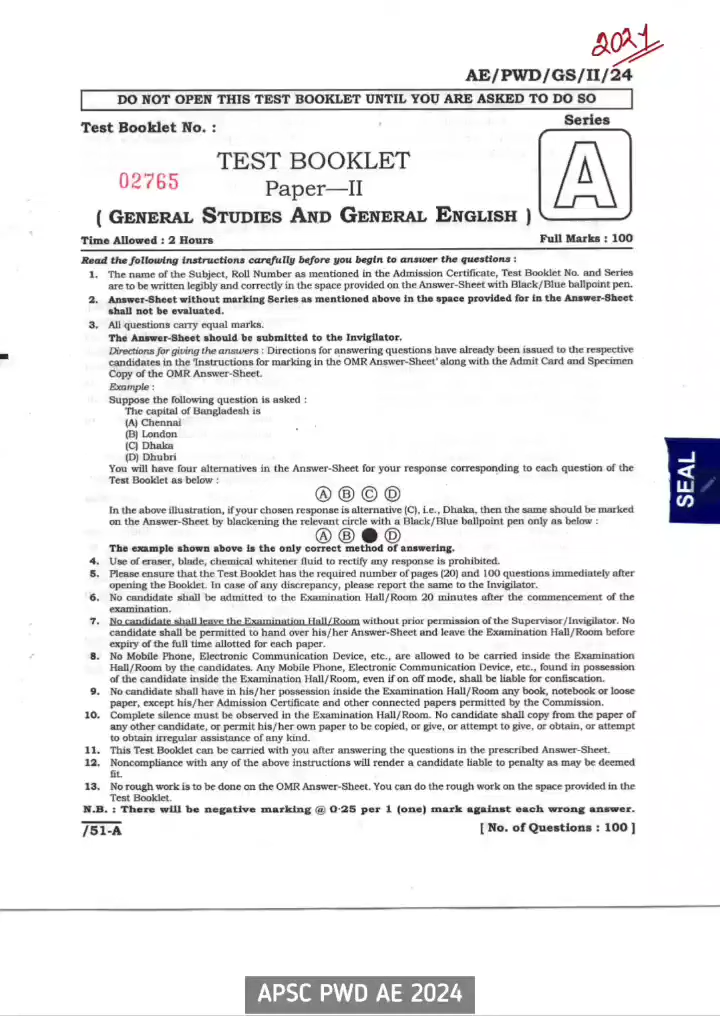 2024
AE/PWD/GS/II/24
DO NOT OPEN THIS TEST BOOKLET UNTIL YOU ARE ASKED TO DO SO
Test Booklet No. :
Series
TEST BOOKLET
02765
Paper—II
A
( GENERAL STUDIES AND GENERAL ENGLISH )
Time Allowed : 2 Hours
Full Marks : 100
Read the following instructions carefully before you begin to answer the questions :
1. The name of the Subject, Roll Number as mentioned in the Admission Certificate, Test Booklet No. and Series
are to be written legibly and correctly in the space provided on the Answer-Sheet with Black/Blue ballpoint pen.
2. Answer-Sheet without marking Series as mentioned above in the space provided for in the Answer-Sheet
shall not be evaluated.
3. All questions carry equal marks.
The Answer-Sheet should be submitted to the Invigilator.
Directions for giving the answers : Directions for answering questions have already been issued to the respective
candidates in the 'Instructions for marking in the OMR Answer-Sheet' along with the Admit Card and Specimen
Copy of the OMR Answer-Sheet.
Example :
Suppose the following question is asked :
The capital of Bangladesh is
(A) Chennai
(B) London
(C) Dhaka
(D) Dhubri
You will have four alternatives in the Answer-Sheet for your response corresponding to each question of the
Test Booklet as below :
Ⓐ Ⓑ Ⓒ Ⓓ
In the above illustration, if your chosen response is alternative (C), i.e., Dhaka, then the same should be marked
on the Answer-Sheet by blackening the relevant circle with a Black/Blue ballpoint pen only as below :
Ⓐ Ⓑ ● Ⓓ
The example shown above is the only correct method of answering.
4. Use of eraser, blade, chemical whitener fluid to rectify any response is prohibited.
5. Please ensure that the Test Booklet has the required number of pages (20) and 100 questions immediately after
opening the Booklet. In case of any discrepancy, please report the same to the Invigilator.
6. No candidate shall be admitted to the Examination Hall/Room 20 minutes after the commencement of the
examination.
7. No candidate shall leave the Examination Hall/Room without prior permission of the Supervisor/Invigilator. No
candidate shall be permitted to hand over his/her Answer-Sheet and leave the Examination Hall/Room before
expiry of the full time allotted for each paper.
8. No Mobile Phone, Electronic Communication Device, etc., are allowed to be carried inside the Examination
Hall/Room by the candidates. Any Mobile Phone, Electronic Communication Device, etc., found in possession
of the candidate inside the Examination Hall/Room, even if on off mode, shall be liable for confiscation.
9. No candidate shall have in his/her possession inside the Examination Hall/Room any book, notebook or loose
paper, except his/her Admission Certificate and other connected papers permitted by the Commission.
10. Complete silence must be observed in the Examination Hall/Room. No candidate shall copy from the paper of
any other candidate, or permit his/her own paper to be copied, or give, or attempt to give, or obtain, or attempt
to obtain irregular assistance of any kind.
11. This Test Booklet can be carried with you after answering the questions in the prescribed Answer-Sheet.
12. Noncompliance with any of the above instructions will render a candidate liable to penalty as may be deemed
fit.
13. No rough work is to be done on the OMR Answer-Sheet. You can do the rough work on the space provided in the
Test Booklet.
N.B. : There will be negative marking @ 0·25 per 1 (one) mark against each wrong answer.
/51-A
[ No. of Questions : 100 ]
SEAL
APSC PWD AE 2024